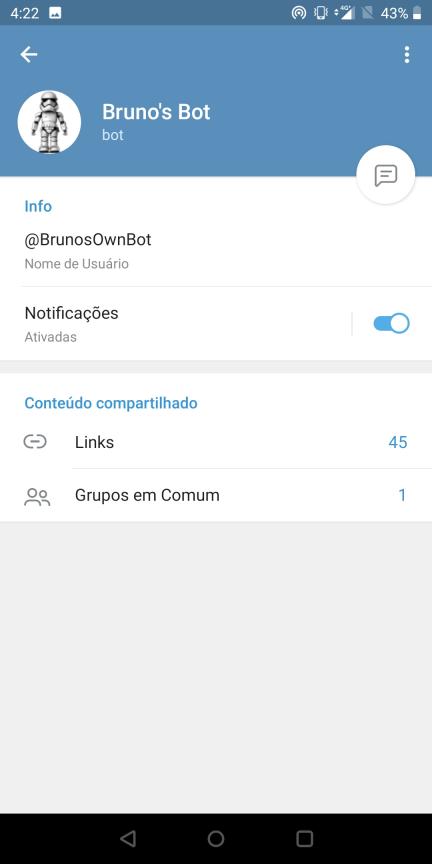 4:22
4G+
43%
Bruno's Bot
bot
Info
@BrunosOwnBot
Nome de Usuário
Notificações
Ativadas
Conteúdo compartilhado
Links 45
Grupos em Comum 1